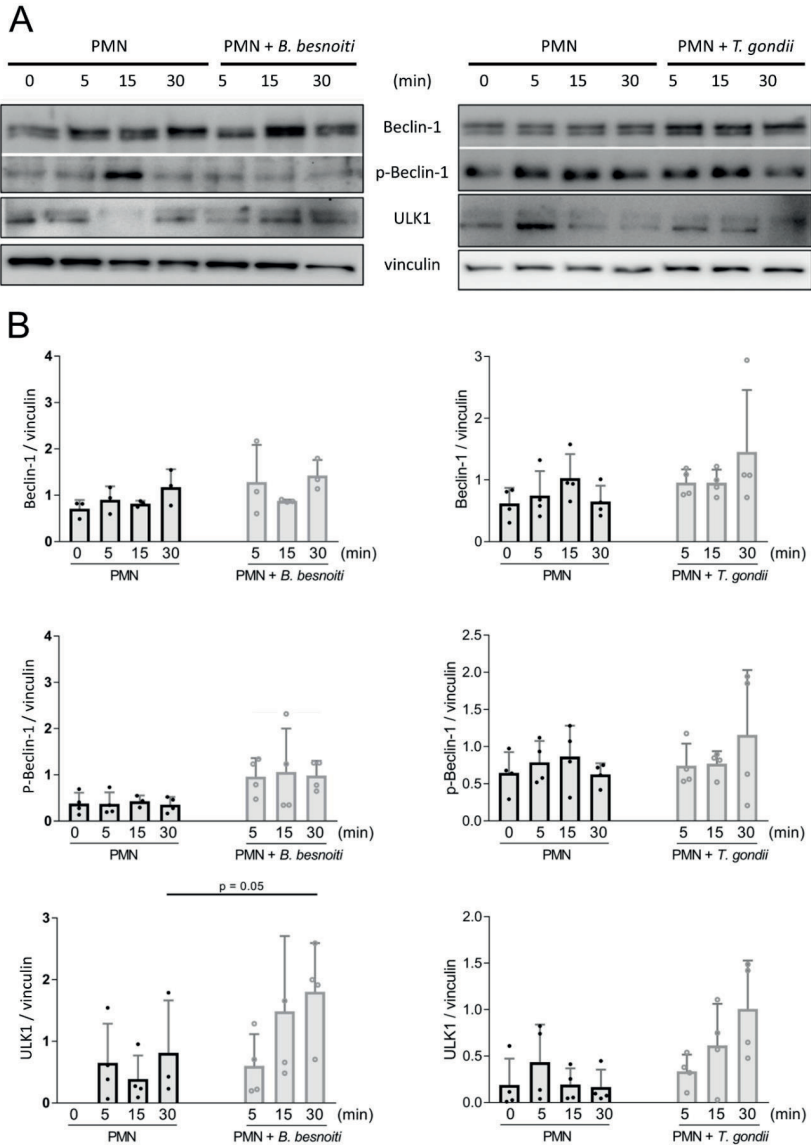 A
PMN PMN + B. besnoiti PMN PMN + T. gondii
0 5 15 30 5 15 30 (min) 0 5 15 30 5 15 30
Beclin-1
p-Beclin-1
ULK1
vinculin
B
Beclin-1 / vinculin
4
3
2
1
0
0 5 15 30 5 15 30 (min)
PMN PMN + B. besnoiti
Beclin-1 / vinculin
3
2
1
0
0 5 15 30 5 15 30 (min)
PMN PMN + T. gondii
P-Beclin-1 / vinculin
4
3
2
1
0
0 5 15 30 5 15 30 (min)
PMN PMN + B. besnoiti
p-Beclin-1 / vinculin
2.5
2.0
1.5
1.0
0.5
0.0
0 5 15 30 5 15 30 (min)
PMN PMN + T. gondii
p = 0.05
ULK1 / vinculin
3
2
1
0
0 5 15 30 5 15 30 (min)
PMN PMN + B. besnoiti
ULK1 / vinculin
2.0
1.5
1.0
0.5
0.0
0 5 15 30 5 15 30 (min)
PMN PMN + T. gondii